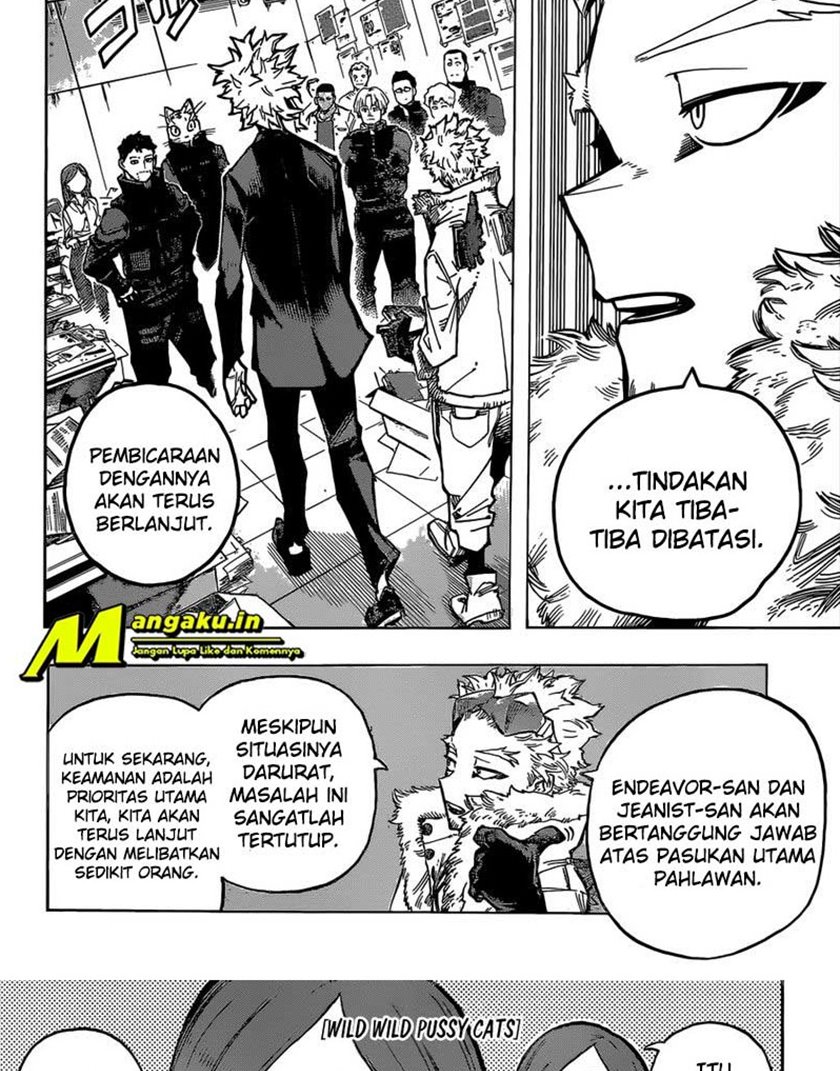 ...TINDAKAN
KITA TIBA-
TIBA DIBATASI.
PEMBICARAAN
DENGANNYA
AKAN TERUS
BERLANJUT.
Mangaku.in
Jangan Lupa Like dan Komennya
ENDEAVOR-SAN DAN
JEANIST-SAN AKAN
BERTANGGUNG JAWAB
ATAS PASUKAN UTAMA
PAHLAWAN.
MESKIPUN
SITUASINYA
DARURAT,
MASALAH INI
SANGATLAH
TERTUTUP.
UNTUK SEKARANG,
KEAMANAN ADALAH
PRIORITAS UTAMA
KITA, KITA AKAN
TERUS LANJUT
DENGAN MELIBATKAN
SEDIKIT ORANG.
[WILD WILD PUSSY CATS]
ITU